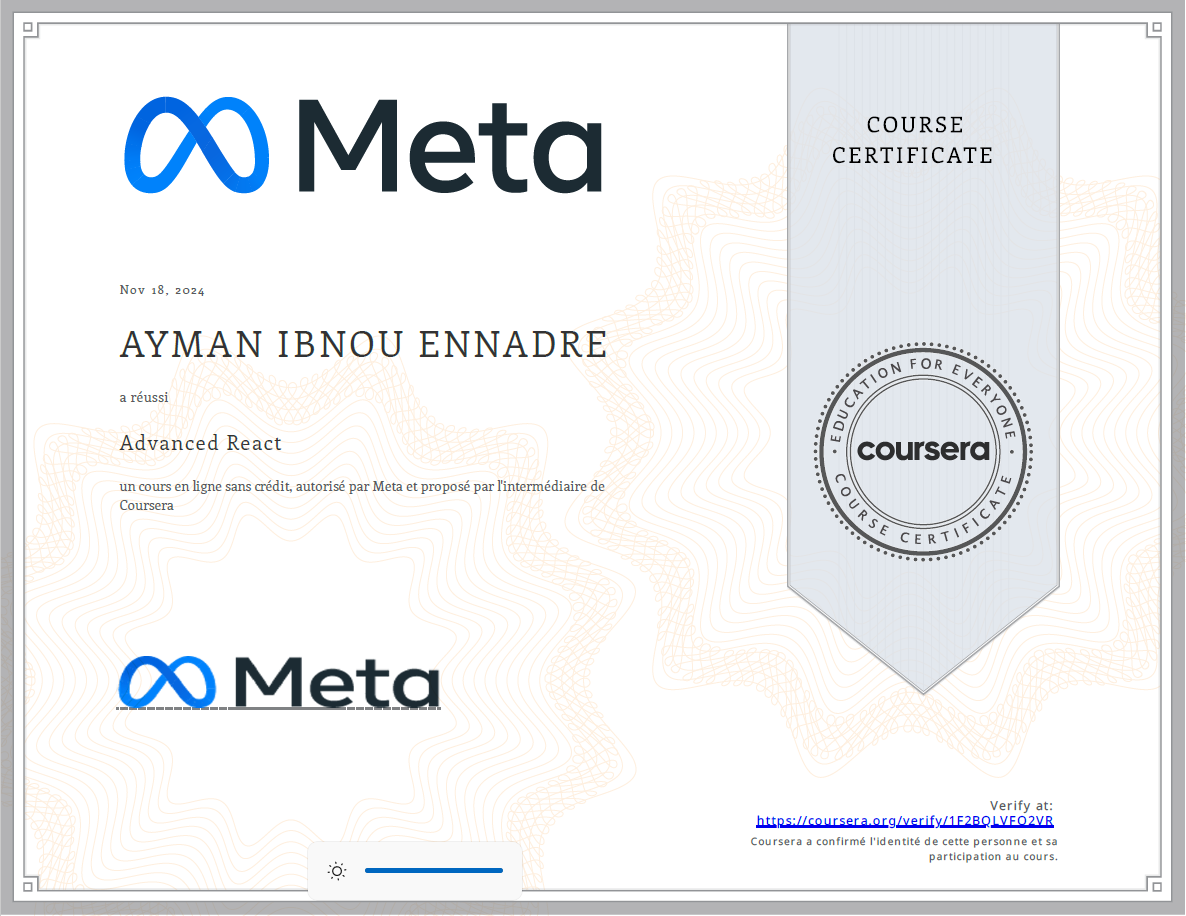 Meta
COURSE
CERTIFICATE
Nov 18, 2024
AYMAN IBNOU ENNADRE
a réussi
Advanced React
un cours en ligne sans crédit, autorisé par Meta et proposé par l'intermédiaire de
Coursera
EDUCATION FOR EVERYONE
coursera
COURSE CERTIFICATE
Meta
Verify at:
https://coursera.org/verify/1F2BQLVFO2VR
Coursera a confirmé l'identité de cette personne et sa
participation au cours.